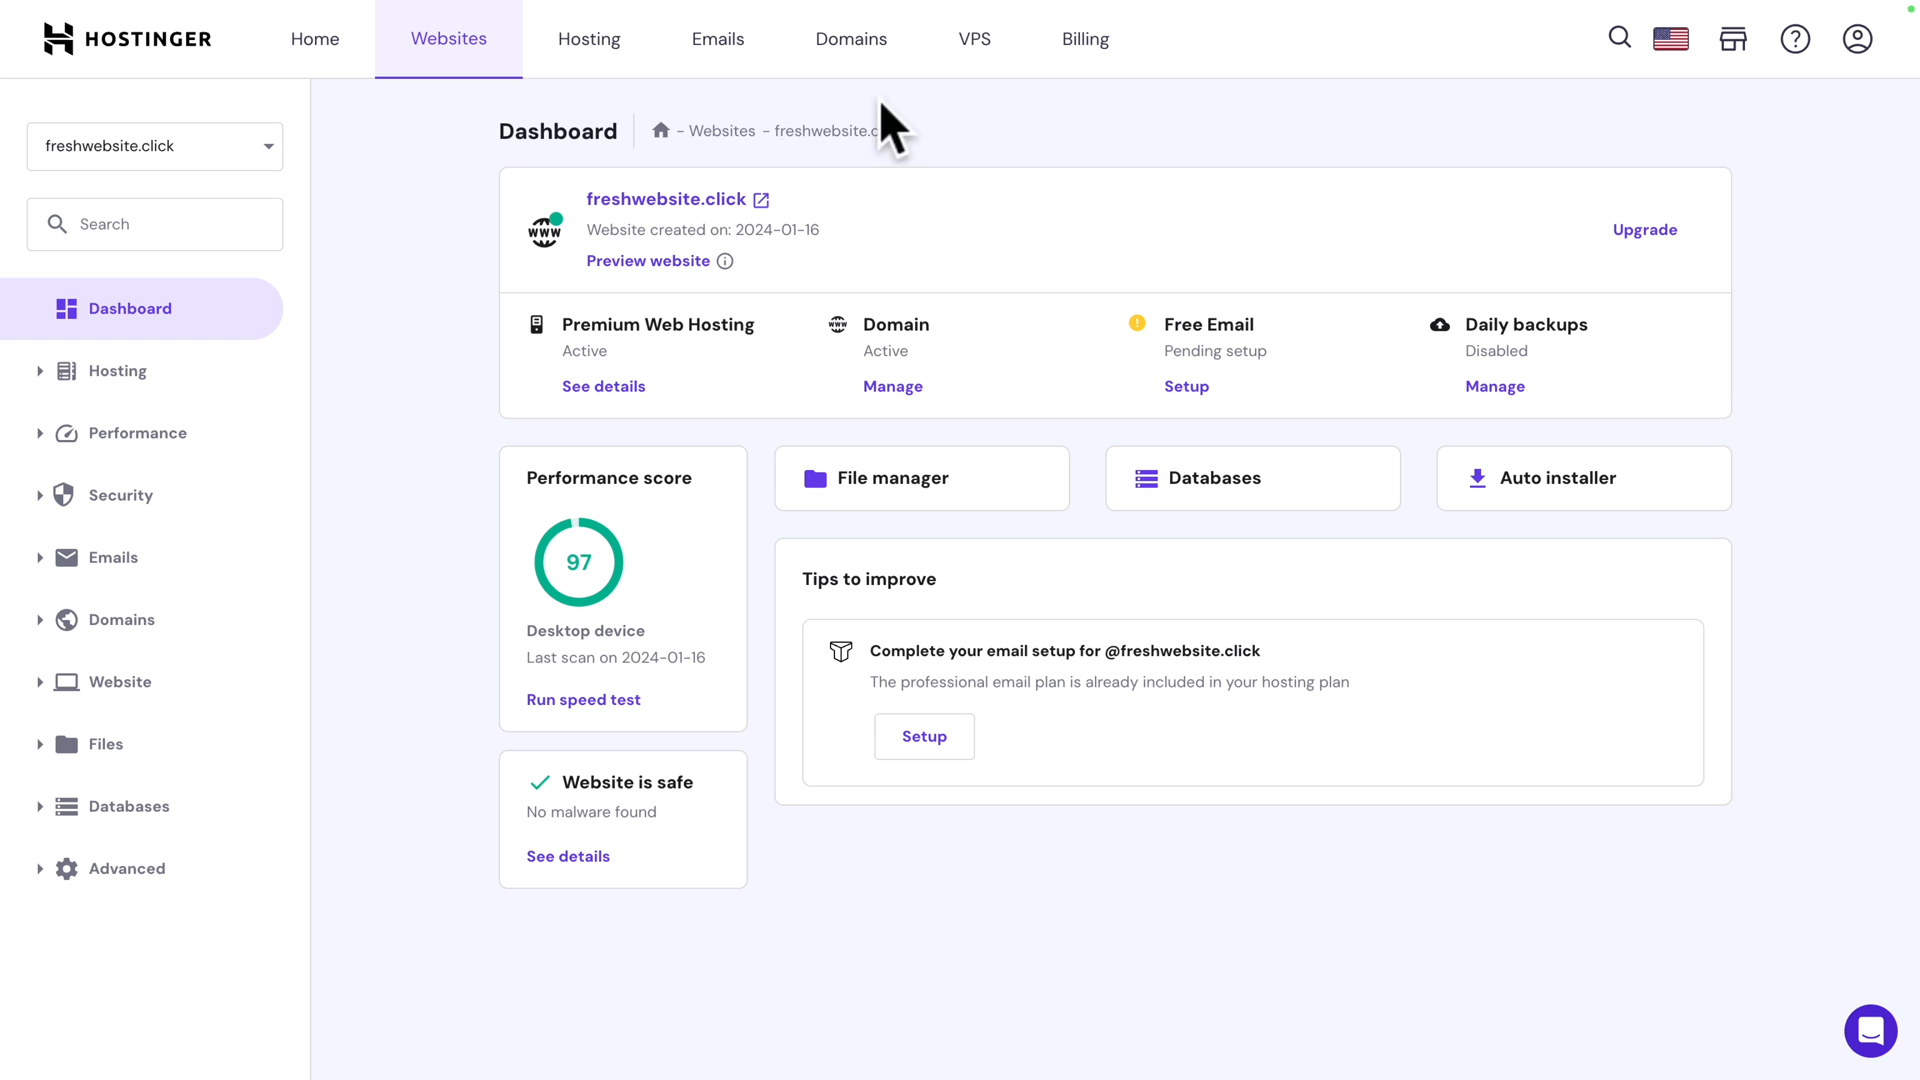 HOSTINGER
Home
Websites
Hosting
Emails
Domains
VPS
Billing
freshwebsite.click
Search
Dashboard
Hosting
Performance
Security
Emails
Domains
Website
Files
Databases
Advanced
Dashboard
- Websites - freshwebsite.c
freshwebsite.click
Website created on: 2024-01-16
Preview website
Upgrade
Premium Web Hosting
Active
See details
www
Domain
Active
Manage
Free Email
Pending setup
Setup
Daily backups
Disabled
Manage
Performance score
97
Desktop device
Last scan on 2024-01-16
Run speed test
Website is safe
No malware found
See details
File manager
Databases
Auto installer
Tips to improve
Complete your email setup for @freshwebsite.click
The professional email plan is already included in your hosting plan
Setup